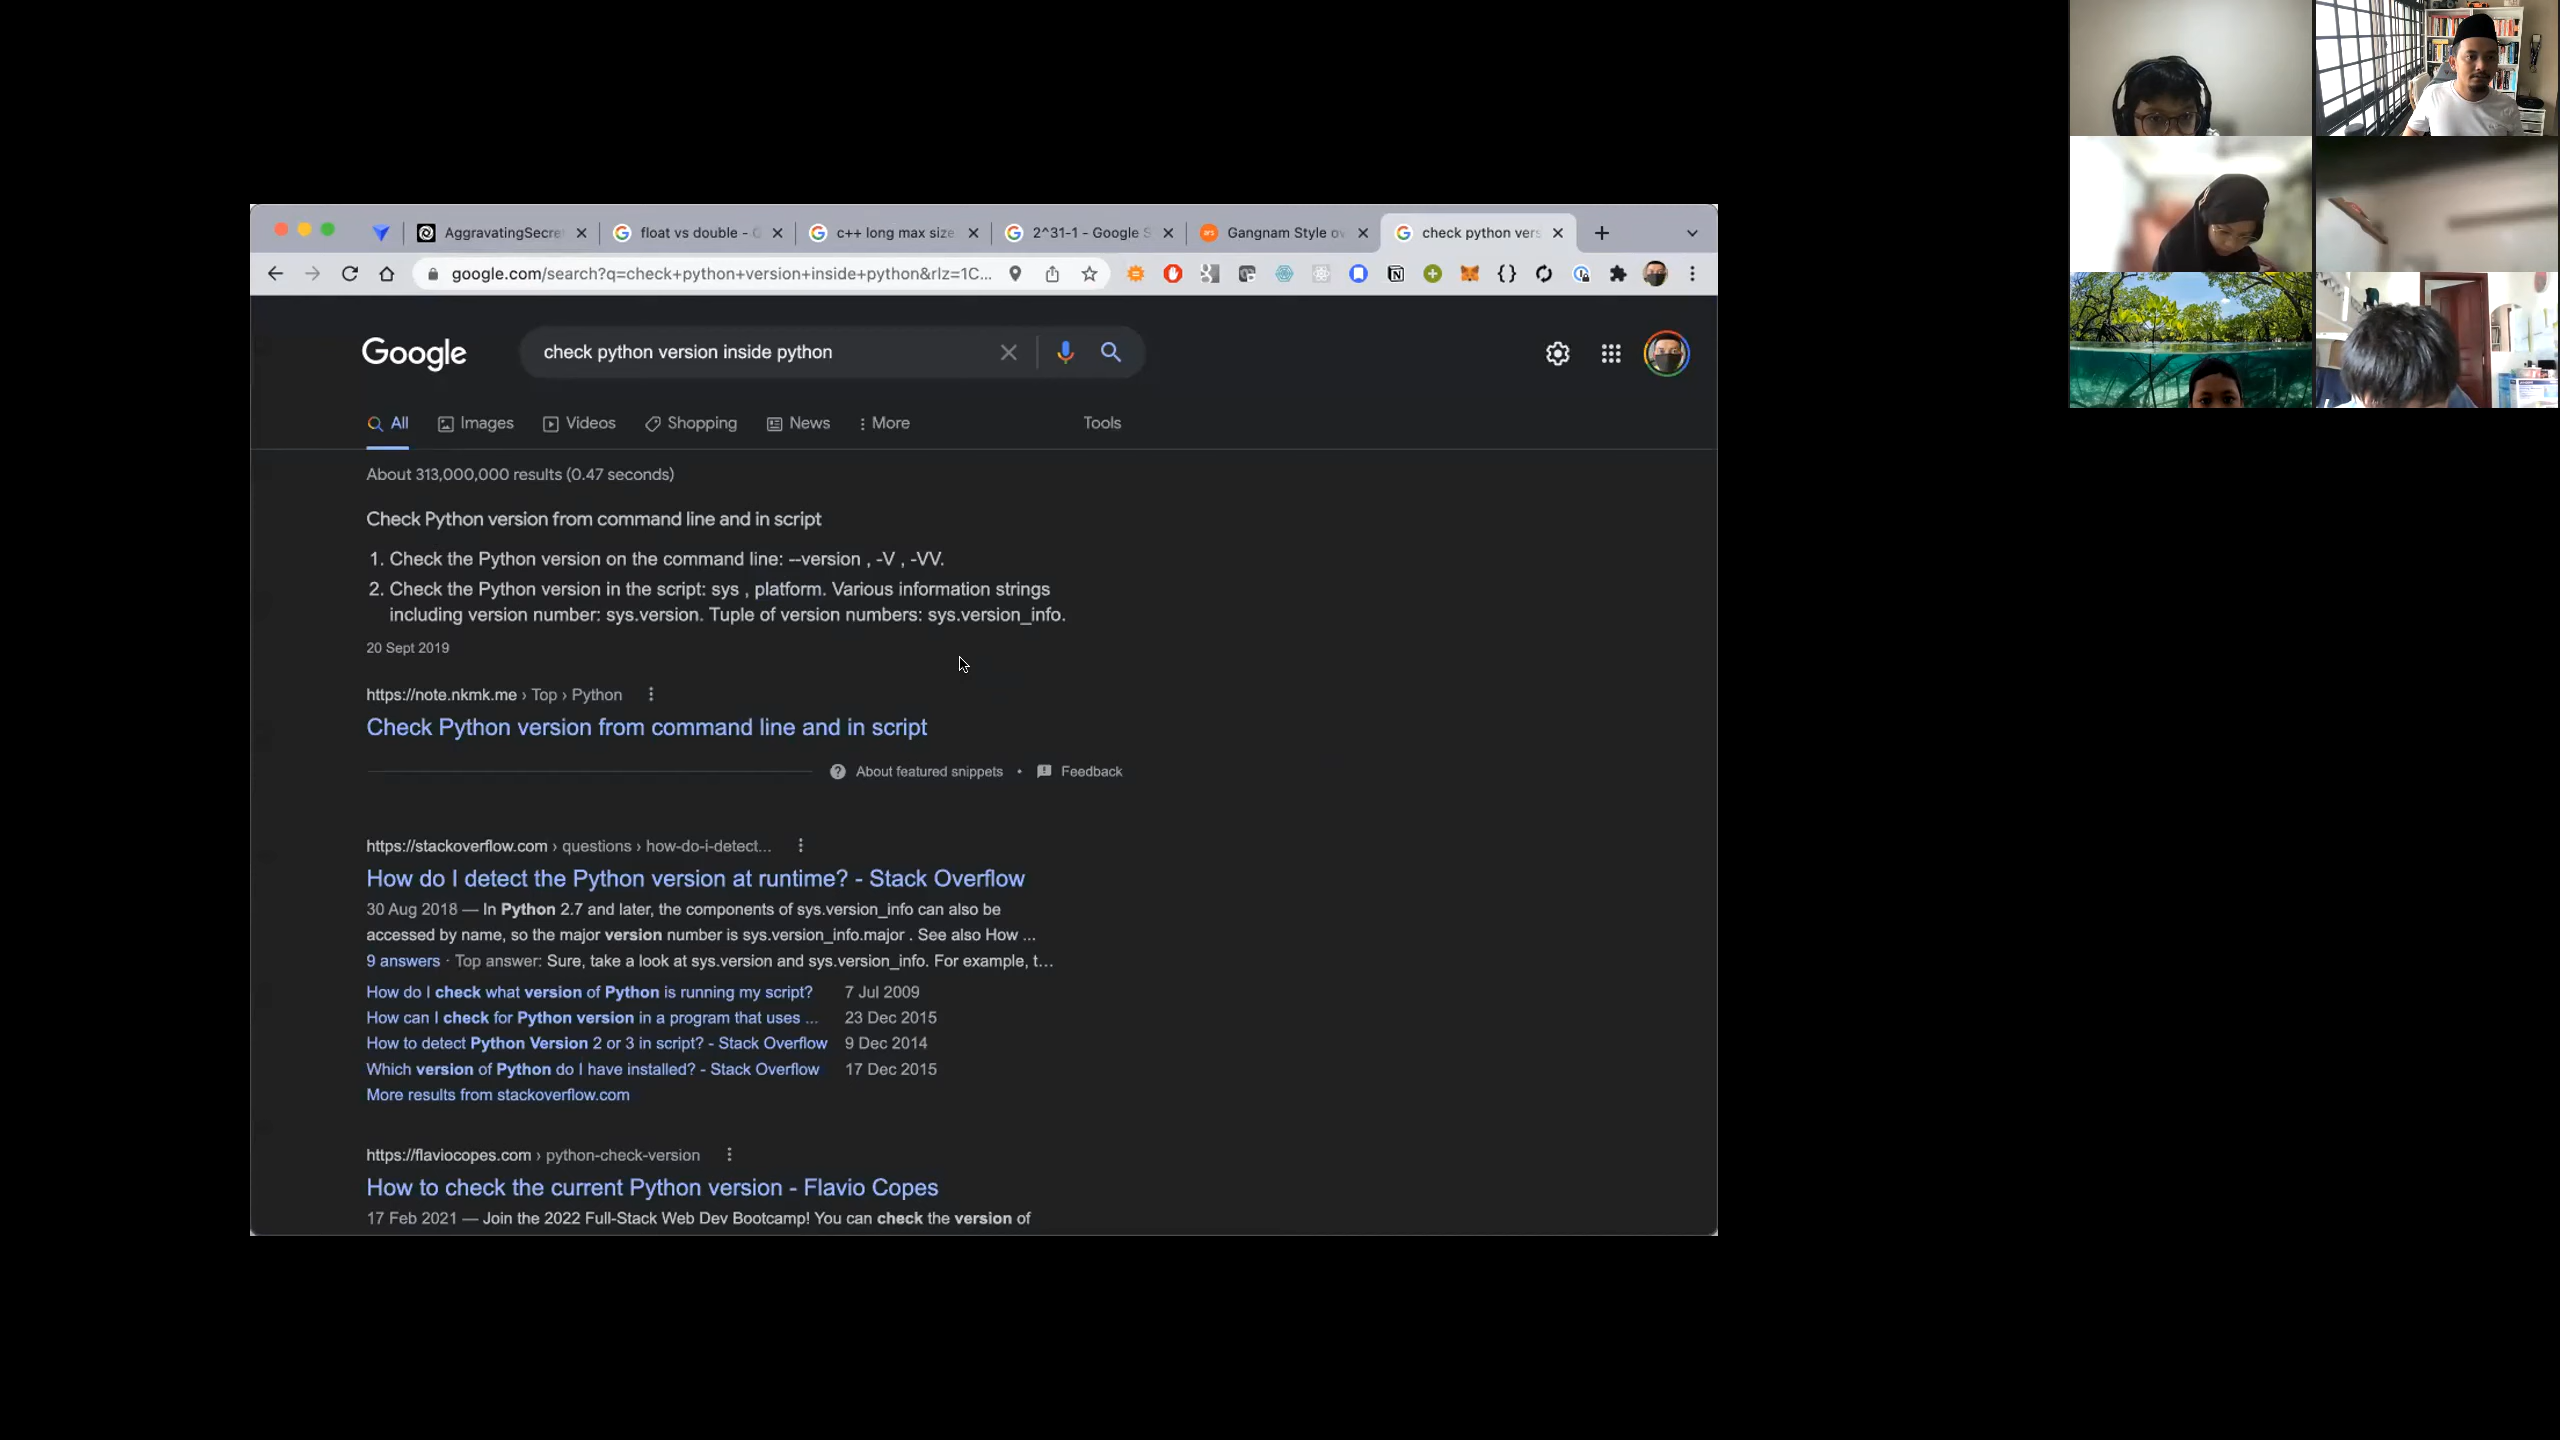 AggravatingSecre
float vs double - G
c++ long max size
2^31-1 - Google S
Gangnam Style ov
check python vers
google.com/search?q=check+python+version+inside+python&rlz=1C...
Google
check python version inside python
All
Images
Videos
Shopping
News
More
Tools
About 313,000,000 results (0.47 seconds)
Check Python version from command line and in script
1. Check the Python version on the command line: --version , -V , -VV.
2. Check the Python version in the script: sys , platform. Various information strings
including version number: sys.version. Tuple of version numbers: sys.version_info.
20 Sept 2019
https://note.nkmk.me › Top › Python
Check Python version from command line and in script
About featured snippets • Feedback
https://stackoverflow.com › questions › how-do-i-detect...
How do I detect the Python version at runtime? - Stack Overflow
30 Aug 2018 — In Python 2.7 and later, the components of sys.version_info can also be
accessed by name, so the major version number is sys.version_info.major . See also How ...
9 answers · Top answer: Sure, take a look at sys.version and sys.version_info. For example, t...
How do I check what version of Python is running my script? 7 Jul 2009
How can I check for Python version in a program that uses ... 23 Dec 2015
How to detect Python Version 2 or 3 in script? - Stack Overflow 9 Dec 2014
Which version of Python do I have installed? - Stack Overflow 17 Dec 2015
More results from stackoverflow.com
https://flaviocopes.com › python-check-version
How to check the current Python version - Flavio Copes
17 Feb 2021 — Join the 2022 Full-Stack Web Dev Bootcamp! You can check the version of